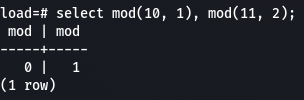 load=# select mod(10, 1), mod(11, 2);
 mod | mod
-----+-----
   0 |   1
(1 row)